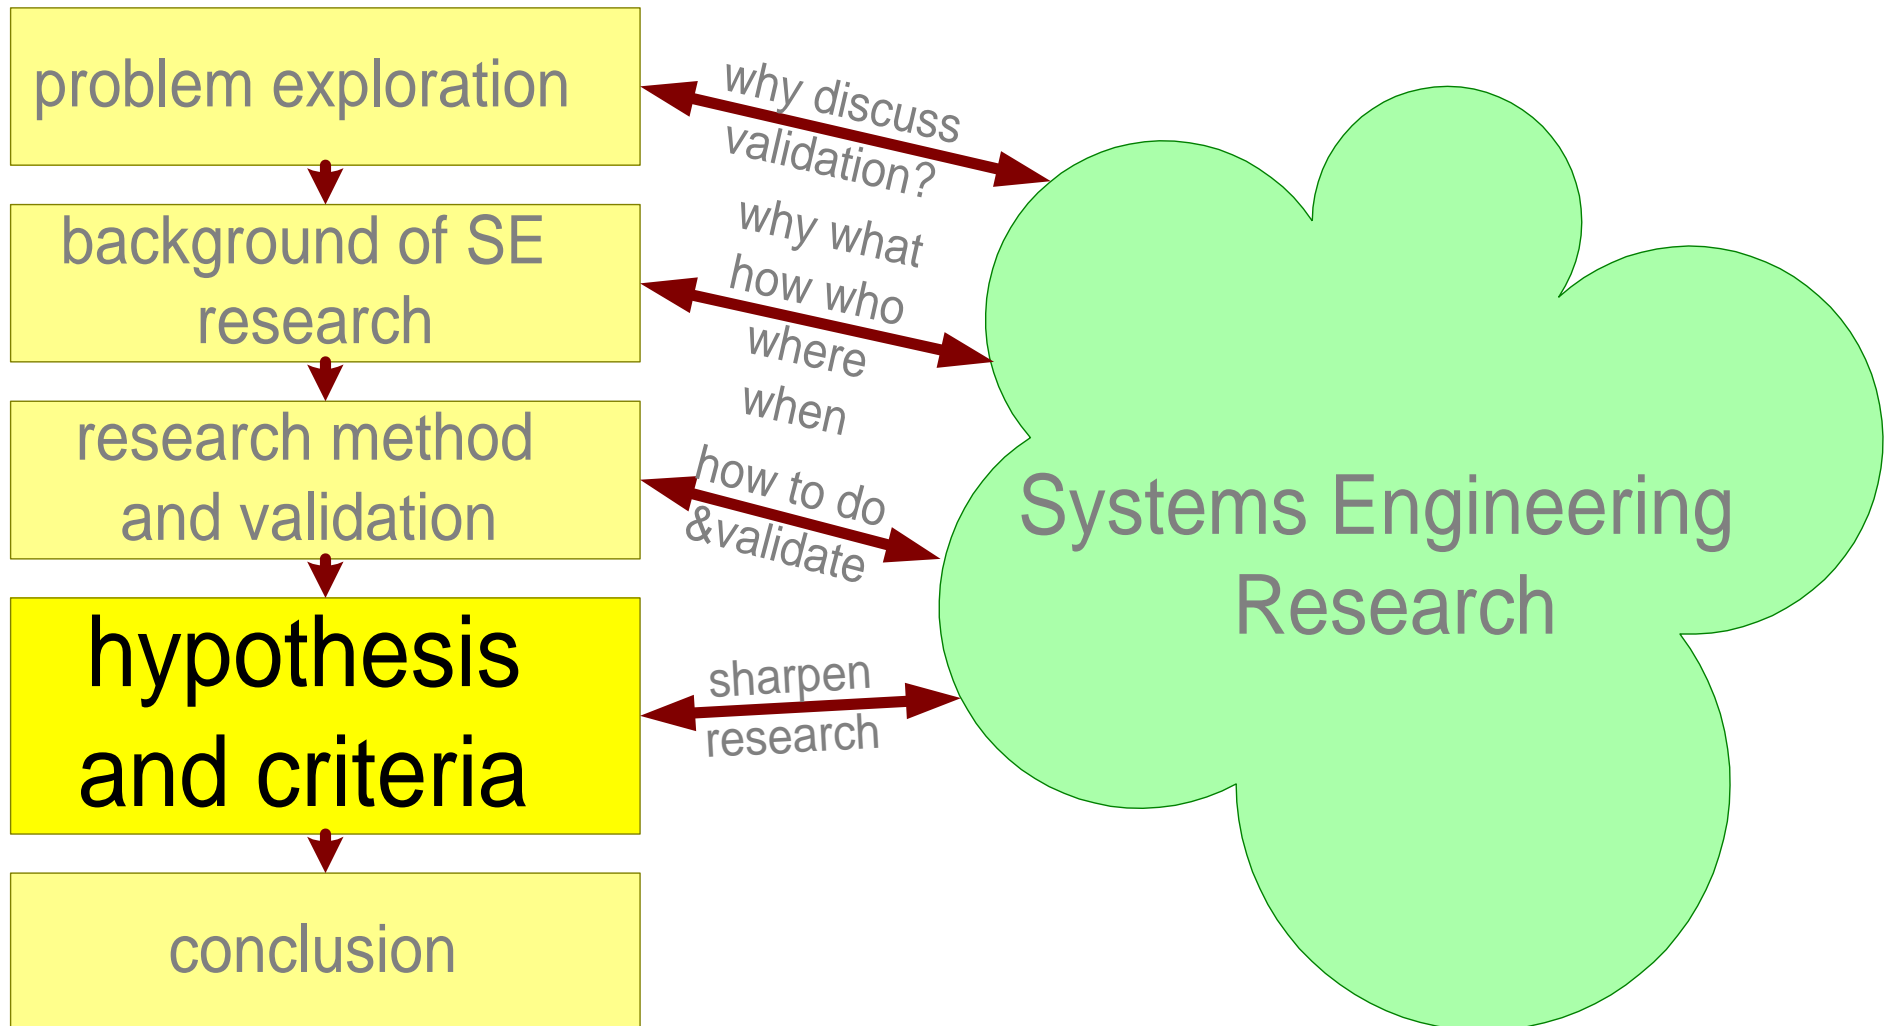 problem exploration
background of SE
research
research method
and validation
hypothesis
and criteria
conclusion
why discuss
validation?
why what
how who
where
when
how to do
&validate
sharpen
research
Systems Engineering
Research